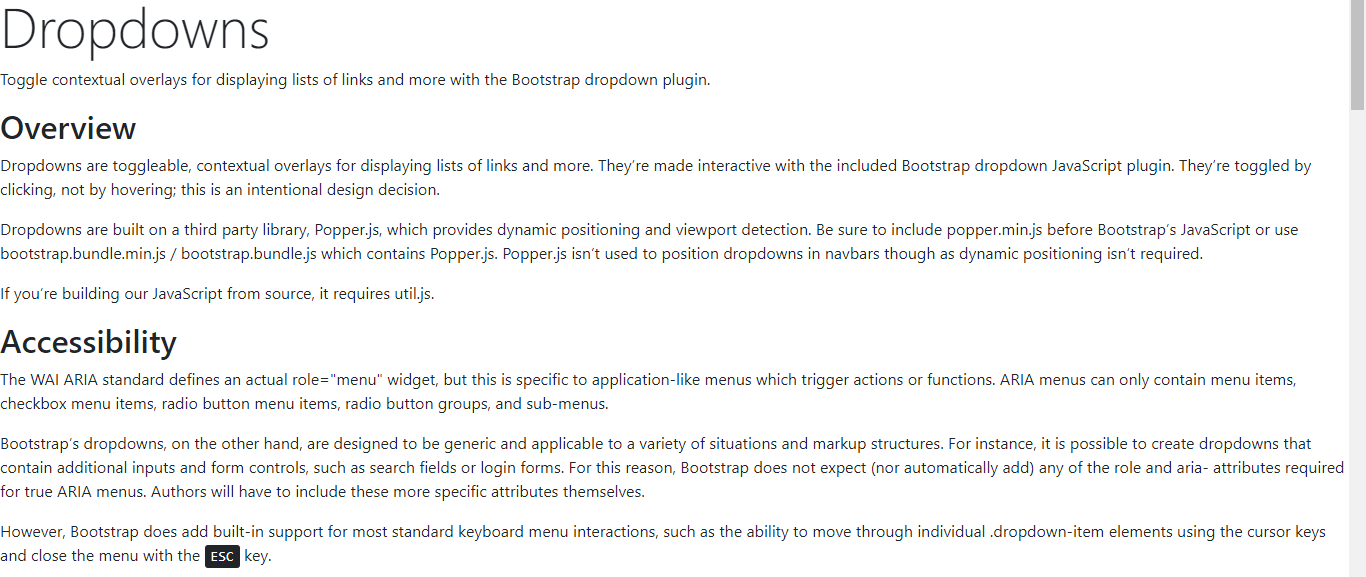 Dropdowns
Toggle contextual overlays for displaying lists of links and more with the Bootstrap dropdown plugin.
Overview
Dropdowns are toggleable, contextual overlays for displaying lists of links and more. They’re made interactive with the included Bootstrap dropdown JavaScript plugin. They’re toggled by
clicking, not by hovering; this is an intentional design decision.
Dropdowns are built on a third party library, Popper.js, which provides dynamic positioning and viewport detection. Be sure to include popper.min.js before Bootstrap’s JavaScript or use
bootstrap.bundle.min.js / bootstrap.bundle.js which contains Popper.js. Popper.js isn’t used to position dropdowns in navbars though as dynamic positioning isn’t required.
If you’re building our JavaScript from source, it requires util.js.
Accessibility
The WAI ARIA standard defines an actual role="menu" widget, but this is specific to application-like menus which trigger actions or functions. ARIA menus can only contain menu items,
checkbox menu items, radio button menu items, radio button groups, and sub-menus.
Bootstrap’s dropdowns, on the other hand, are designed to be generic and applicable to a variety of situations and markup structures. For instance, it is possible to create dropdowns that
contain additional inputs and form controls, such as search fields or login forms. For this reason, Bootstrap does not expect (nor automatically add) any of the role and aria- attributes required
for true ARIA menus. Authors will have to include these more specific attributes themselves.
However, Bootstrap does add built-in support for most standard keyboard menu interactions, such as the ability to move through individual .dropdown-item elements using the cursor keys
and close the menu with the ESC key.